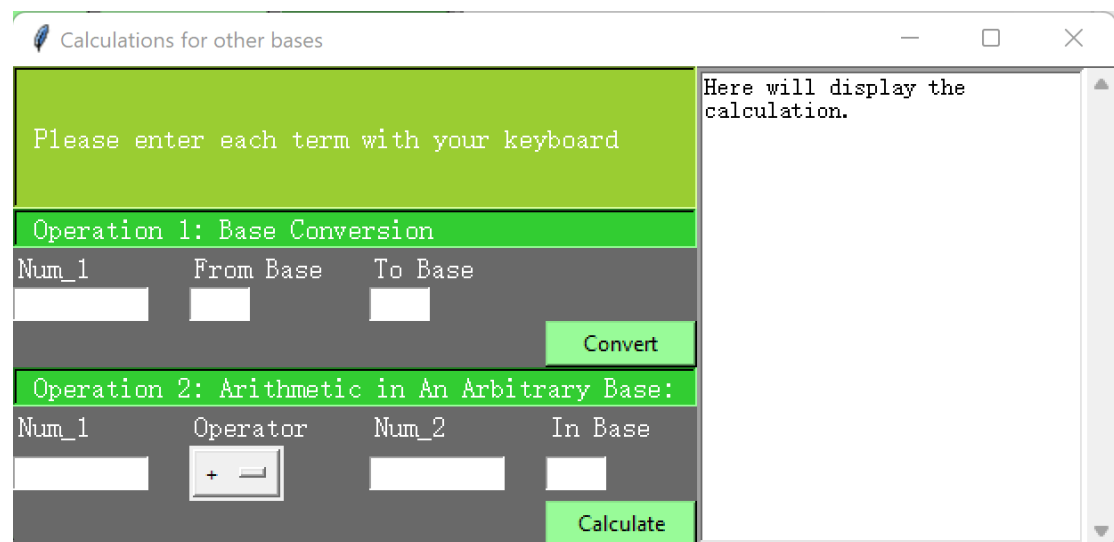 Calculations for other bases
Please enter each term with your keyboard
Here will display the
calculation.
Operation 1: Base Conversion
Num_1 From Base To Base
Convert
Operation 2: Arithmetic in An Arbitrary Base:
Num_1 Operator Num_2 In Base
+
Calculate